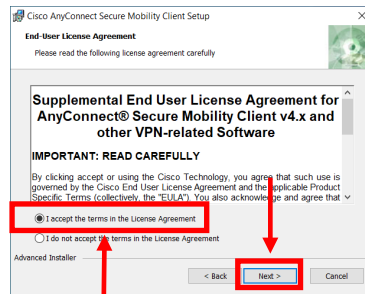 Cisco AnyConnect Secure Mobility Client Setup
End-User License Agreement
Please read the following license agreement carefully
Supplemental End User License Agreement for
AnyConnect® Secure Mobility Client v4.x and
other VPN-related Software
IMPORTANT: READ CAREFULLY
By clicking accept or using the Cisco Technology, you agree that such use is
governed by the Cisco End User License Agreement and the applicable Product
Specific Terms (collectively, the "EULA"). You also acknowledge and agree that
I accept the terms in the License Agreement
I do not accept the terms in the License Agreement
Advanced Installer
< Back Next > Cancel